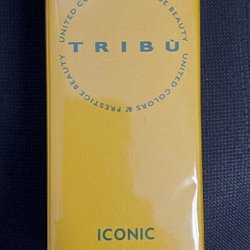 UNITED COLORS & PRESTIGE BEAUTY
TRIBÙ
ICONIC